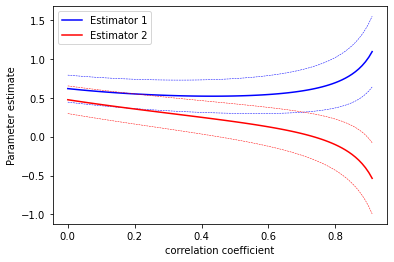 Estimator 1
Estimator 2
1.5
1.0
0.5
0.0
−0.5
−1.0
Parameter estimate
0.0 0.2 0.4 0.6 0.8
correlation coefficient